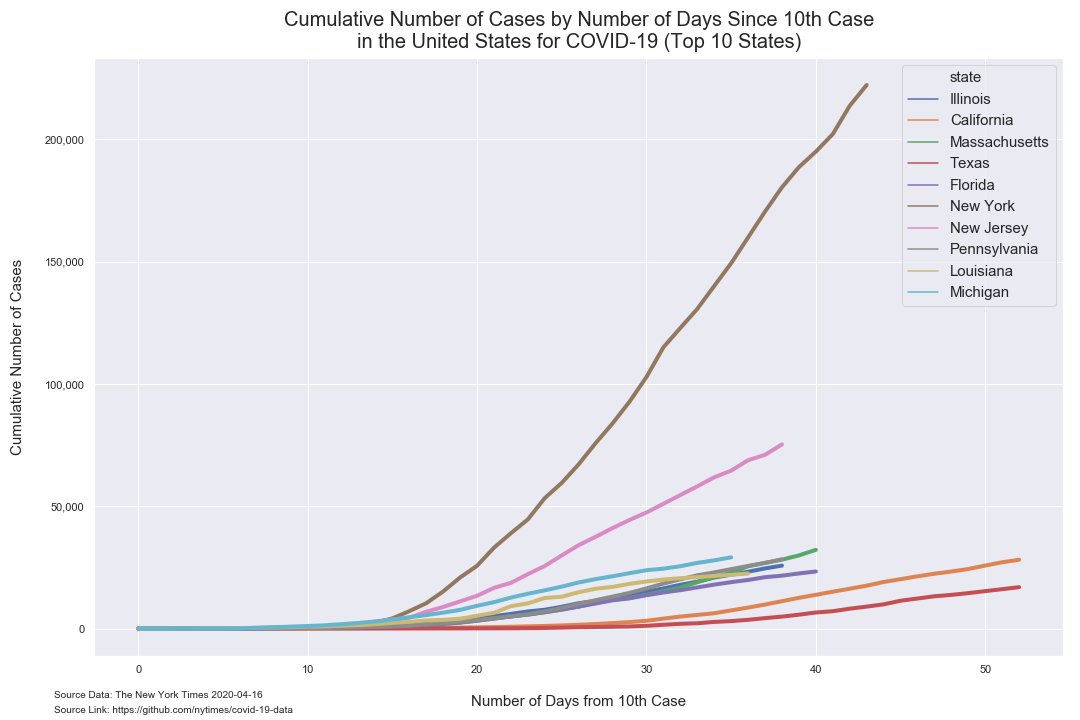 Cumulative Number of Cases by Number of Days Since 10th Case
in the United States for COVID-19 (Top 10 States)
state
Illinois
California
Massachusetts
Texas
Florida
New York
New Jersey
Pennsylvania
Louisiana
Michigan
Cumulative Number of Cases
200,000
150,000
100,000
50,000
0
0 10 20 30 40 50
Number of Days from 10th Case
Source Data: The New York Times 2020-04-16
Source Link: https://github.com/nytimes/covid-19-data